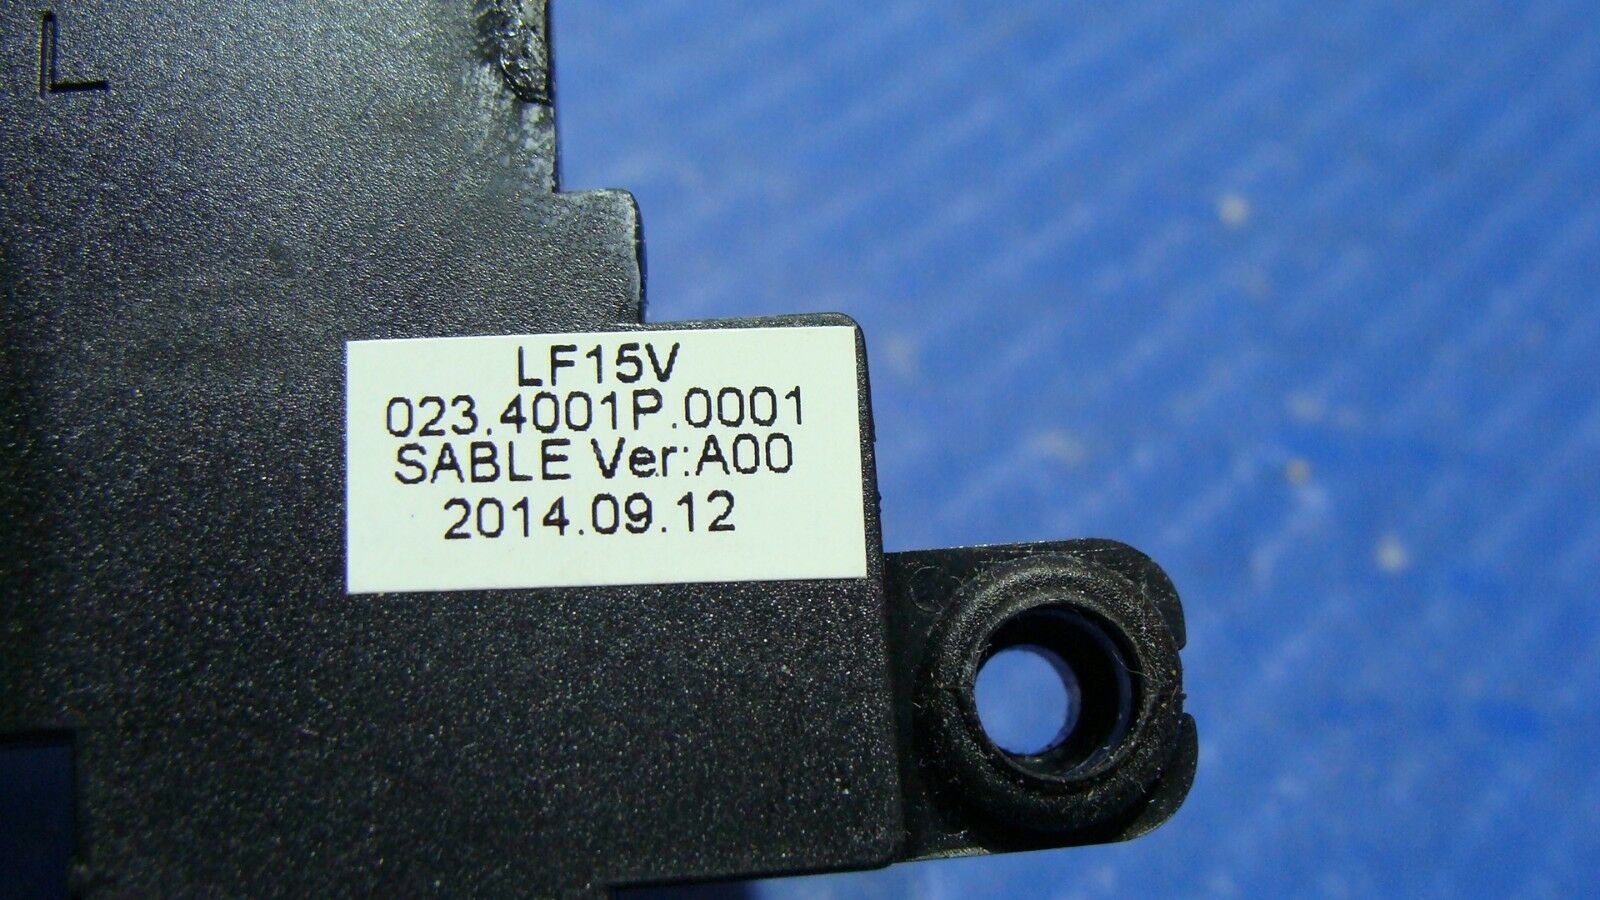 L
LF15V
023.4001P.0001
SABLE Ver:A00
2014.09.12